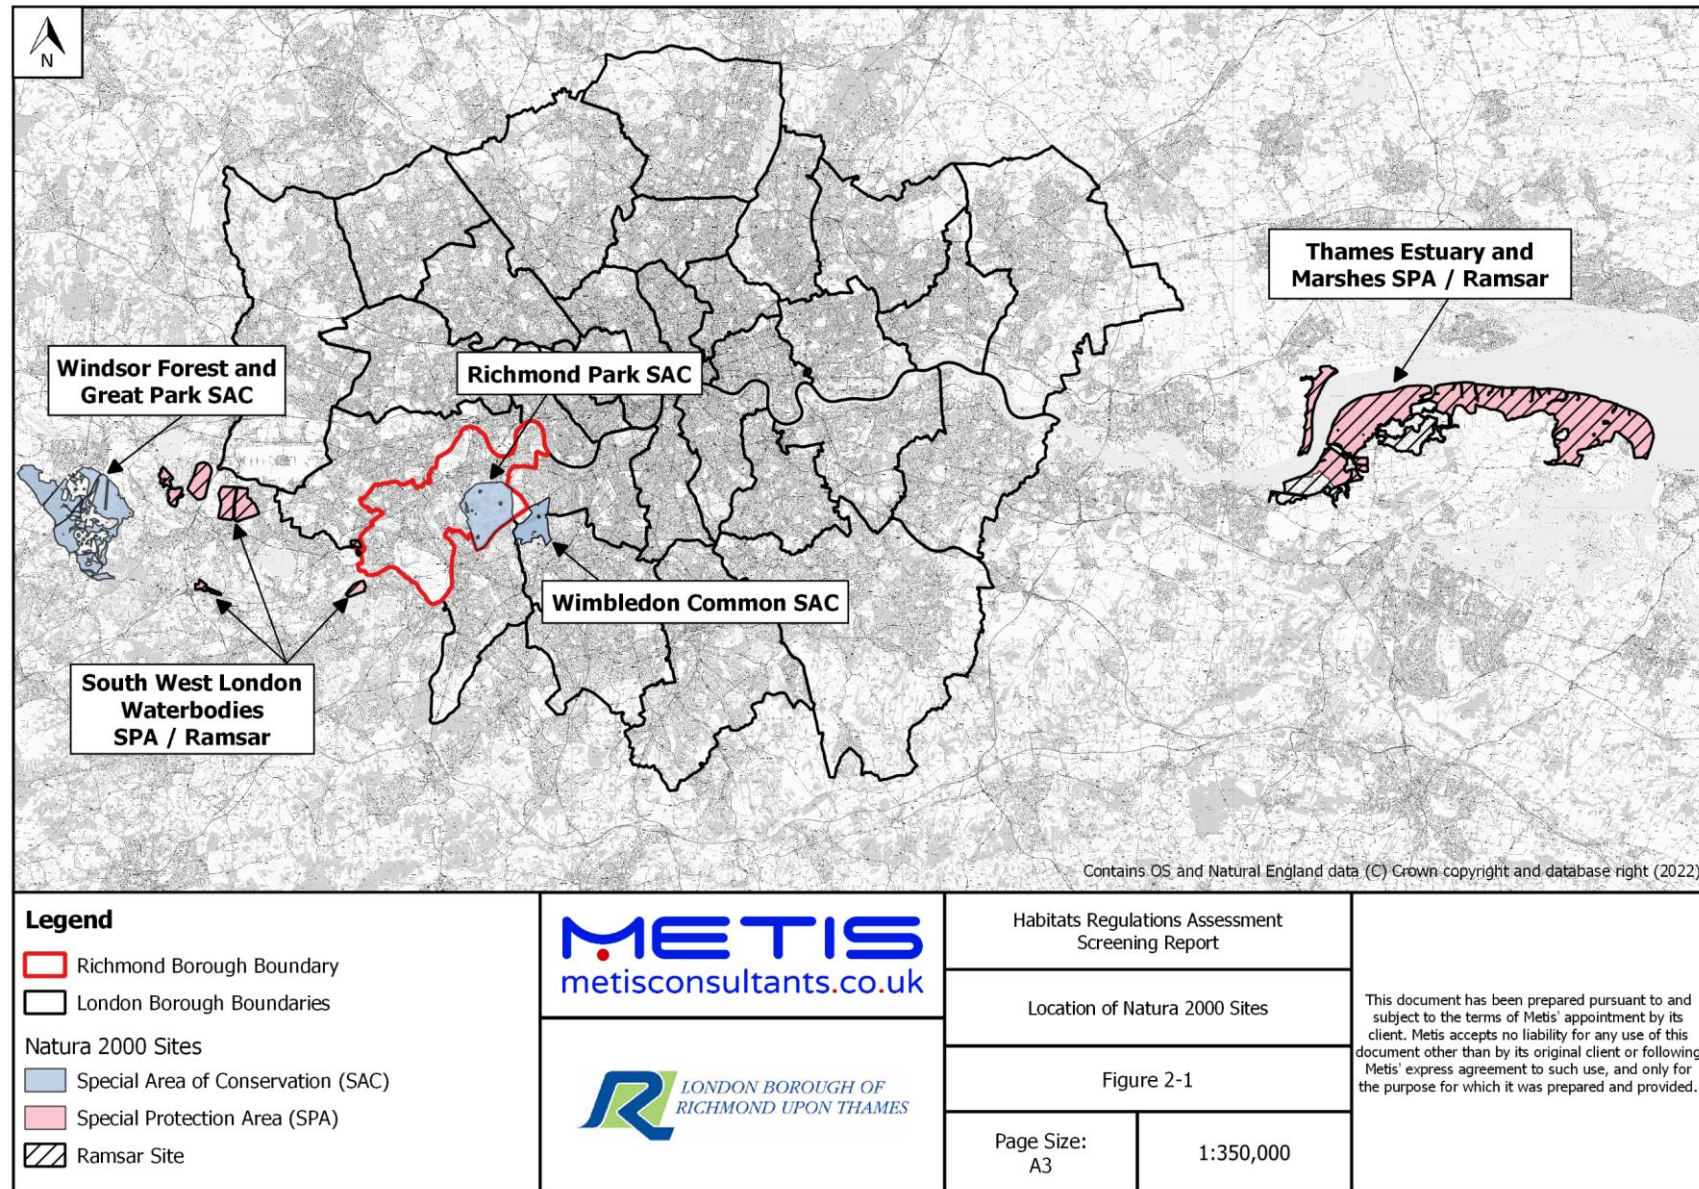 N
Thames Estuary and
Marshes SPA / Ramsar
Windsor Forest and
Great Park SAC
Richmond Park SAC
Wimbledon Common SAC
South West London
Waterbodies
SPA / Ramsar
Contains OS and Natural England data (C) Crown copyright and database right (2022)
Legend
Richmond Borough Boundary
London Borough Boundaries
Natura 2000 Sites
Special Area of Conservation (SAC)
Special Protection Area (SPA)
Ramsar Site
METIS
metisconsultants.co.uk
LONDON BOROUGH OF
RICHMOND UPON THAMES
Habitats Regulations Assessment
Screening Report
Location of Natura 2000 Sites
Figure 2-1
Page Size:
A3
1:350,000
This document has been prepared pursuant to and
subject to the terms of Metis' appointment by its
client. Metis accepts no liability for any use of this
document other than by its original client or following
Metis' express agreement to such use, and only for
the purpose for which it was prepared and provided.